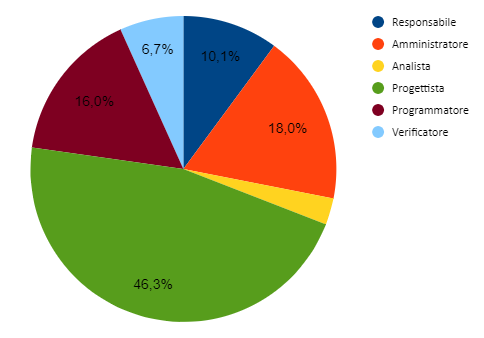 6,7%
10,1%
16,0%
18,0%
46,3%
Responsabile
Amministratore
Analista
Progettista
Programmatore
Verificatore